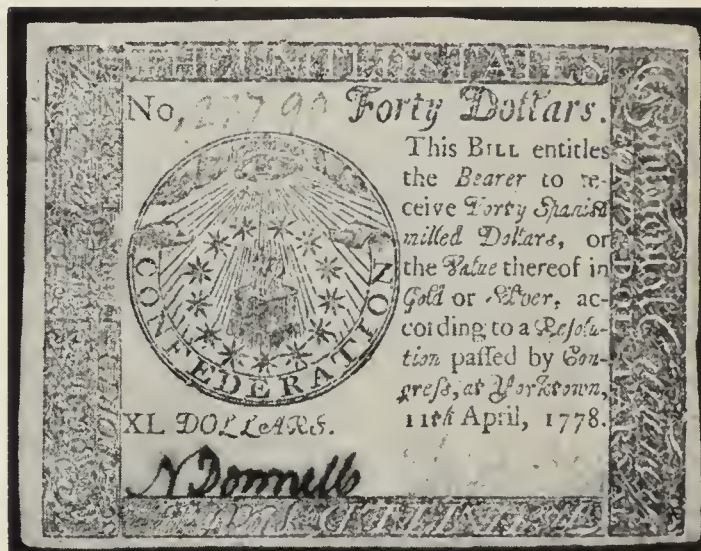 THE UNITED STATES
No, Forty Dollars.
This BILL entitles
the Bearer to re-
ceive Forty Spanish
milled Dollars, or
the Value thereof in
Gold or Silver, ac-
cording to a Resolu-
tion passed by Con-
gress, at Yorktown,
11th April, 1778.
CONFEDERATION
XL DOLLARS.